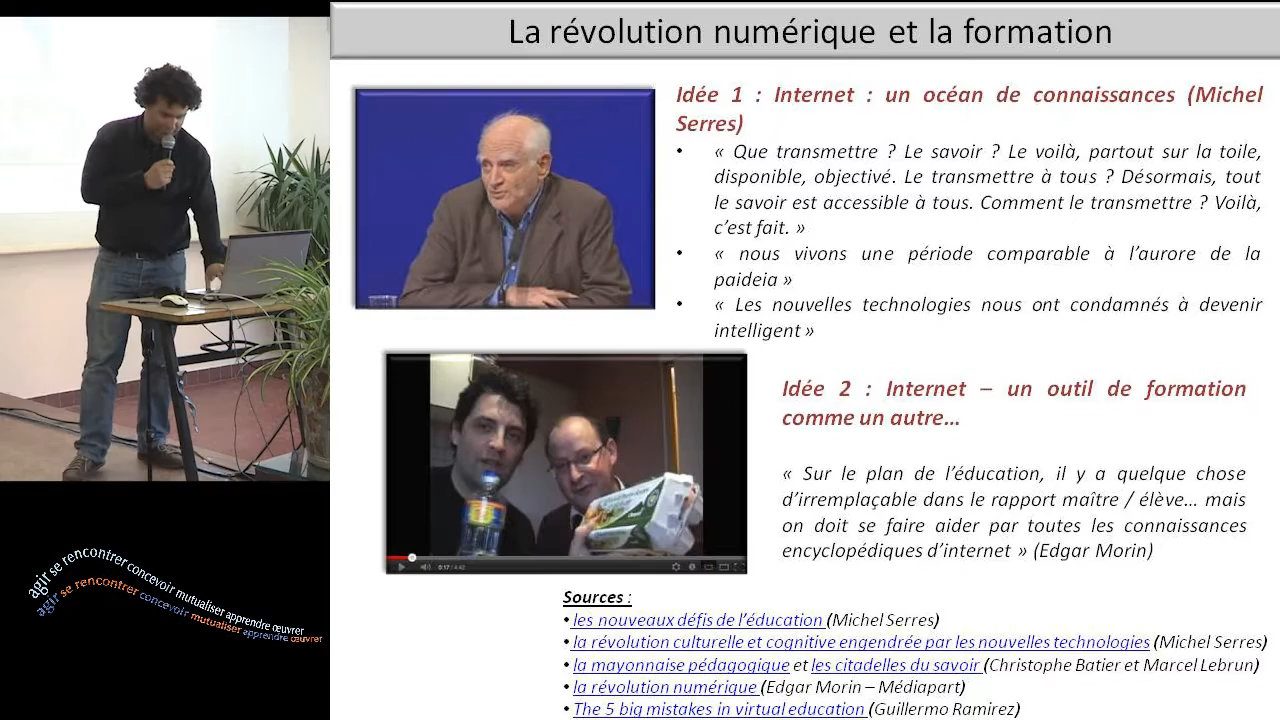 La révolution numérique et la formation
Idée 1 : Internet : un océan de connaissances (Michel
Serres)
• « Que transmettre ? Le savoir ? Le voilà, partout sur la toile,
disponible, objectivé. Le transmettre à tous ? Désormais, tout
le savoir est accessible à tous. Comment le transmettre ? Voilà,
c’est fait. »
• « nous vivons une période comparable à l’aurore de la
paideia »
• « Les nouvelles technologies nous ont condamnés à devenir
intelligent »
Idée 2 : Internet – un outil de formation
comme un autre…
« Sur le plan de l’éducation, il y a quelque chose
d’irremplaçable dans le rapport maître / élève… mais
on doit se faire aider par toutes les connaissances
encyclopédiques d’internet » (Edgar Morin)
0:17 / 4:42
Sources :
• les nouveaux défis de l’éducation (Michel Serres)
• la révolution culturelle et cognitive engendrée par les nouvelles technologies (Michel Serres)
• la mayonnaise pédagogique et les citadelles du savoir (Christophe Batier et Marcel Lebrun)
• la révolution numérique (Edgar Morin – Médiapart)
• The 5 big mistakes in virtual education (Guillermo Ramirez)
agir se rencontrer concevoir mutualiser apprendre œuvrer
agir se rencontrer concevoir mutualiser apprendre œuvrer